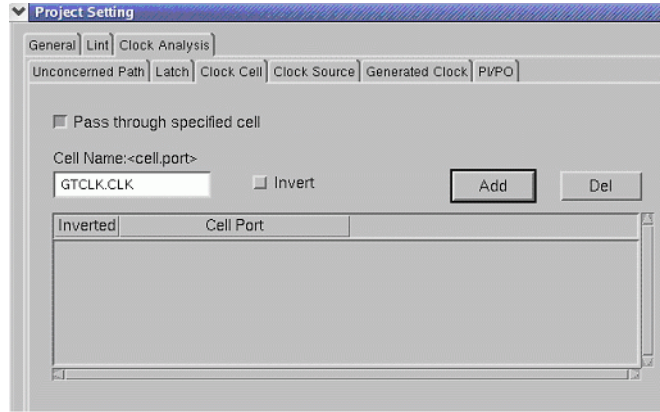 Project Setting
General Lint Clock Analysis
Unconcerned Path Latch Clock Cell Clock Source Generated Clock PI/PO
Pass through specified cell
Cell Name:<cell.port>
GTCLK.CLK Invert Add Del
Inverted Cell Port